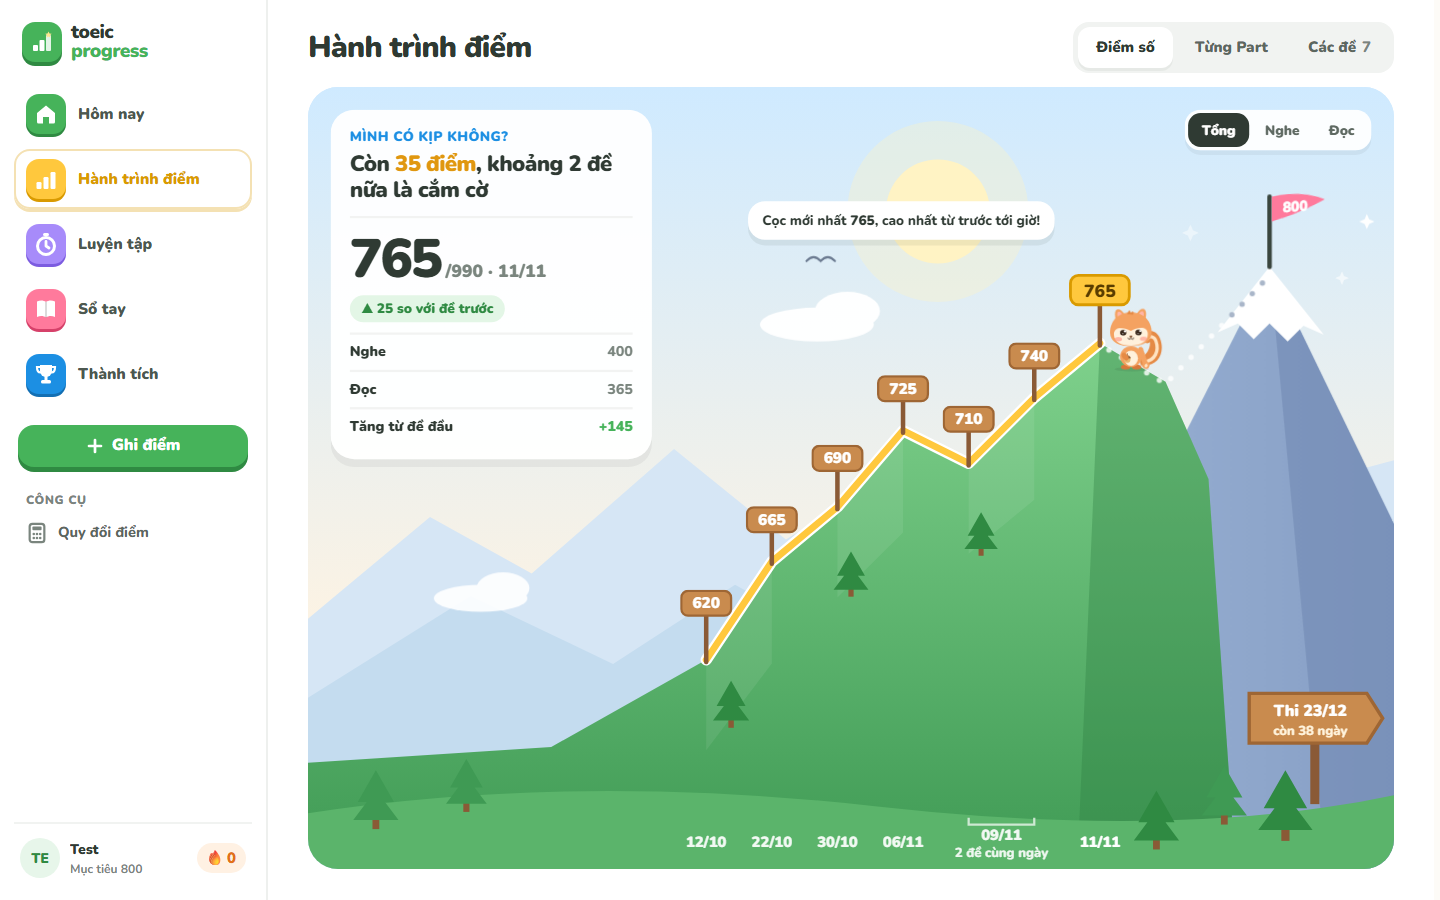 toeic
progress
Hôm nay
Hành trình điểm
Luyện tập
Sổ tay
Thành tích
Ghi điểm
CÔNG CỤ
Quy đổi điểm
TE
Test
Mục tiêu 800
0
Hành trình điểm
Điểm số
Từng Part
Các đề 7
MÌNH CÓ KỊP KHÔNG?
Còn 35 điểm, khoảng 2 đề
nữa là cắm cờ
765/990 · 11/11
▲ 25 so với đề trước
Nghe 400
Đọc 365
Tăng từ đề đầu +145
Tổng
Nghe
Đọc
Cọc mới nhất 765, cao nhất từ trước tới giờ!
800
765
740
725
710
690
665
620
Thi 23/12
còn 38 ngày
12/10
22/10
30/10
06/11
09/11
2 đề cùng ngày
11/11